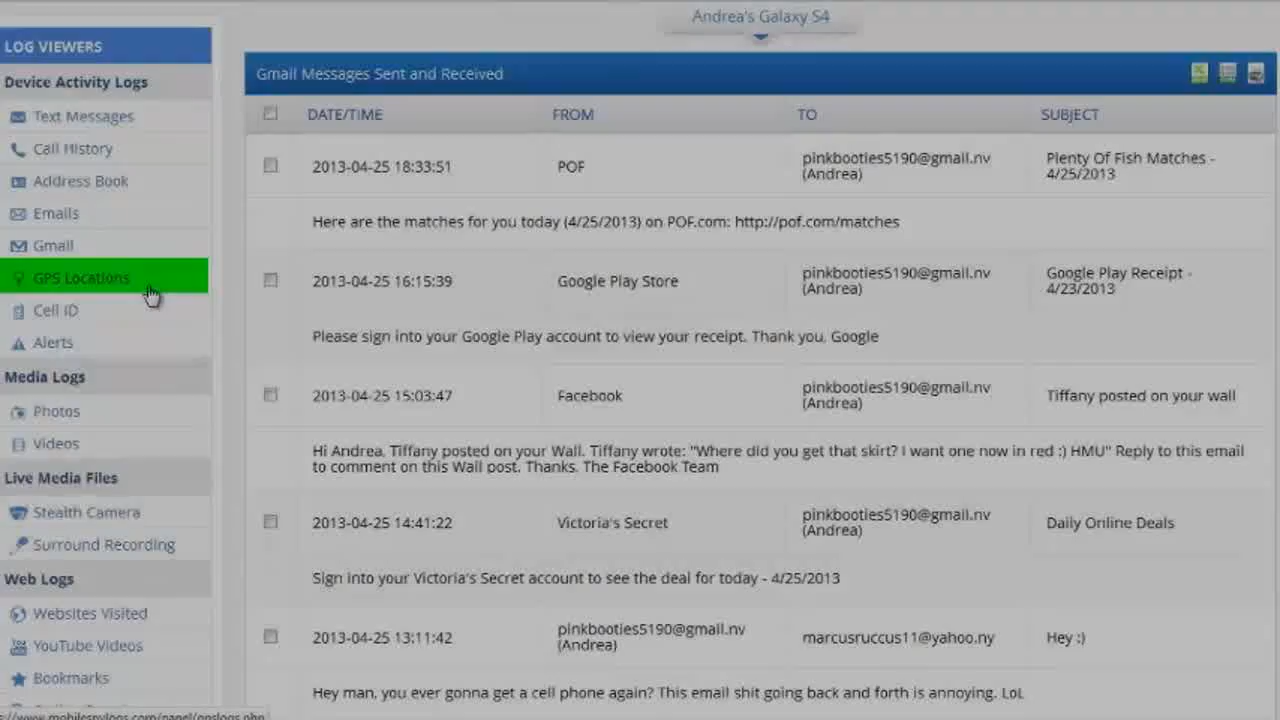 Andrea's Galaxy S4
LOG VIEWERS
Device Activity Logs
Text Messages
Call History
Address Book
Emails
Gmail
GPS Locations
Cell ID
Alerts
Media Logs
Photos
Videos
Live Media Files
Stealth Camera
Surround Recording
Web Logs
Websites Visited
YouTube Videos
Bookmarks
Gmail Messages Sent and Received
DATE/TIME FROM TO SUBJECT
2013-04-25 18:33:51 POF pinkbooties5190@gmail.nv (Andrea) Plenty Of Fish Matches - 4/25/2013
Here are the matches for you today (4/25/2013) on POF.com: http://pof.com/matches
2013-04-25 16:15:39 Google Play Store pinkbooties5190@gmail.nv (Andrea) Google Play Receipt - 4/23/2013
Please sign into your Google Play account to view your receipt. Thank you, Google
2013-04-25 15:03:47 Facebook pinkbooties5190@gmail.nv (Andrea) Tiffany posted on your wall
Hi Andrea, Tiffany posted on your Wall. Tiffany wrote: "Where did you get that skirt? I want one now in red :) HMU" Reply to this email
to comment on this Wall post. Thanks. The Facebook Team
2013-04-25 14:41:22 Victoria's Secret pinkbooties5190@gmail.nv (Andrea) Daily Online Deals
Sign into your Victoria's Secret account to see the deal for today - 4/25/2013
2013-04-25 13:11:42 pinkbooties5190@gmail.nv (Andrea) marcusruccus11@yahoo.ny Hey :)
Hey man, you ever gonna get a cell phone again? This email shit going back and forth is annoying. LoL